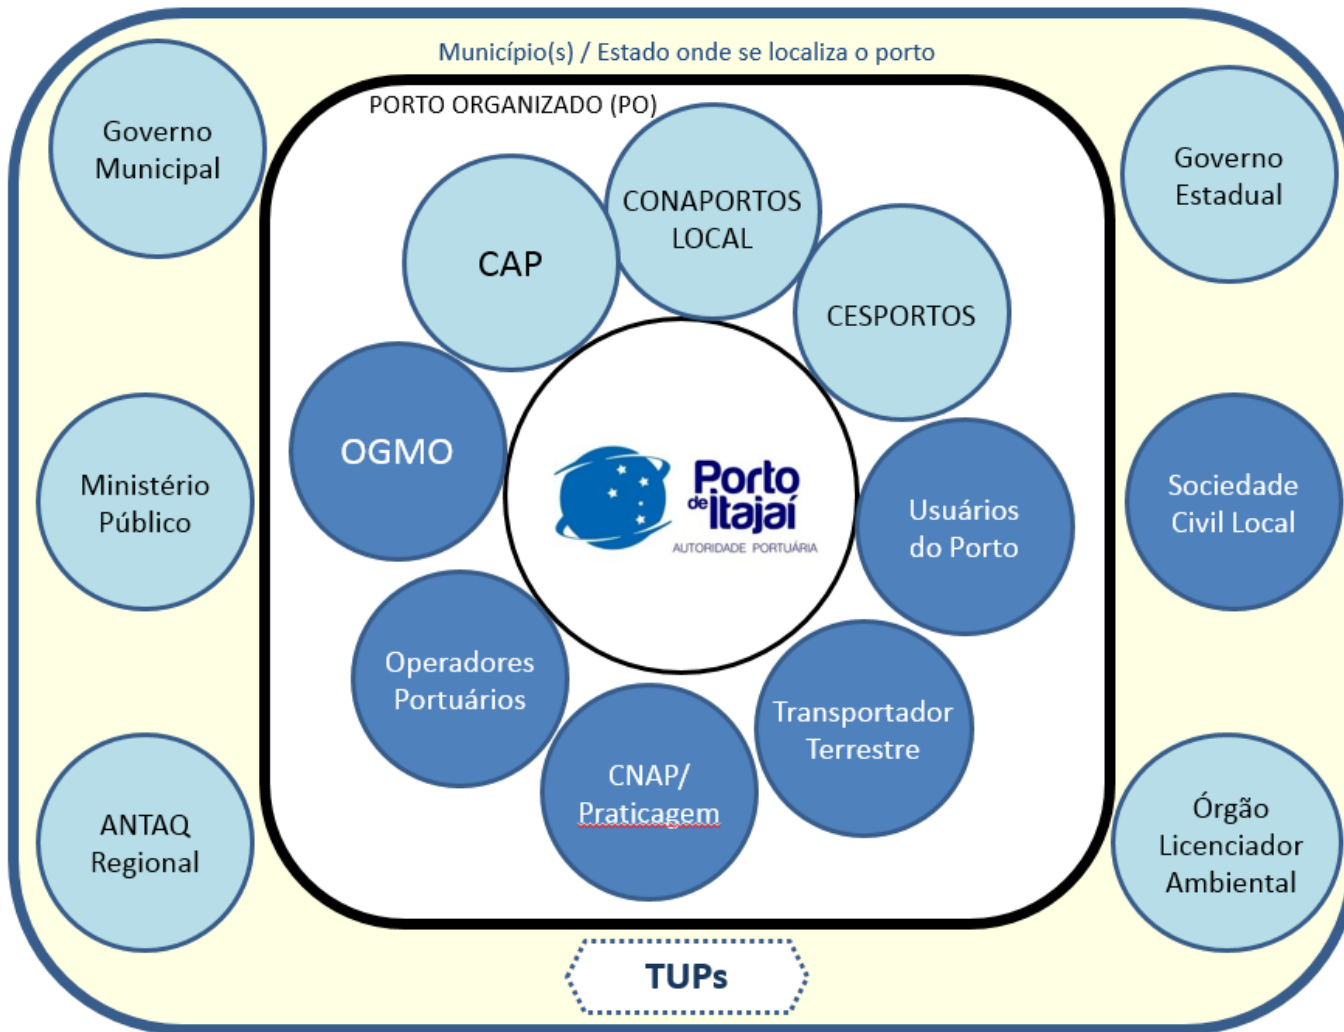 Município(s) / Estado onde se localiza o porto
PORTO ORGANIZADO (PO)
Governo
Municipal
Governo
Estadual
CONAPORTOS
LOCAL
CAP
CESPORTOS
OGMO
Porto
de Itajaí
AUTORIDADE PORTUÁRIA
Usuários
do Porto
Ministério
Público
Sociedade
Civil Local
Operadores
Portuários
Transportador
Terrestre
CNAP/
Praticagem
ANTAQ
Regional
Órgão
Licenciador
Ambiental
TUPs